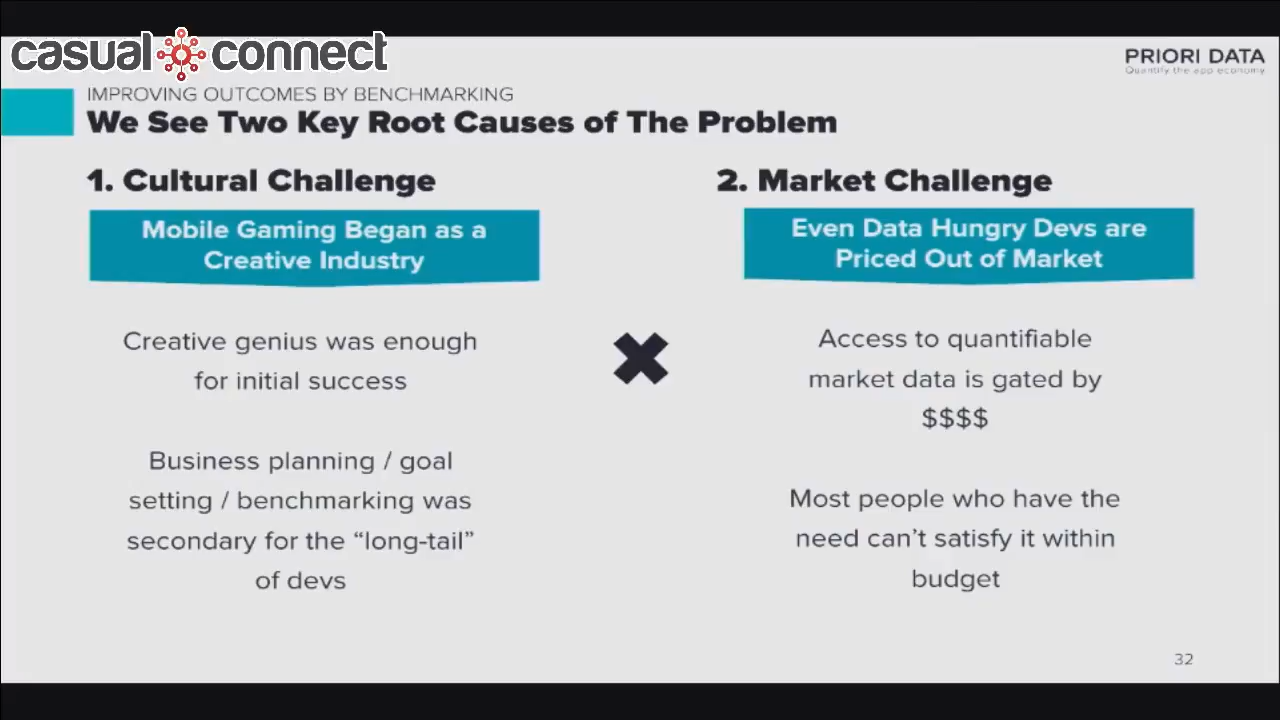 casual connect
PRIORI DATA
Quantify the app economy
IMPROVING OUTCOMES BY BENCHMARKING
We See Two Key Root Causes of The Problem
1. Cultural Challenge
Mobile Gaming Began as a
Creative Industry
Creative genius was enough
for initial success
Business planning / goal
setting / benchmarking was
secondary for the “long-tail”
of devs
2. Market Challenge
Even Data Hungry Devs are
Priced Out of Market
Access to quantifiable
market data is gated by
$$$$
Most people who have the
need can’t satisfy it within
budget
32